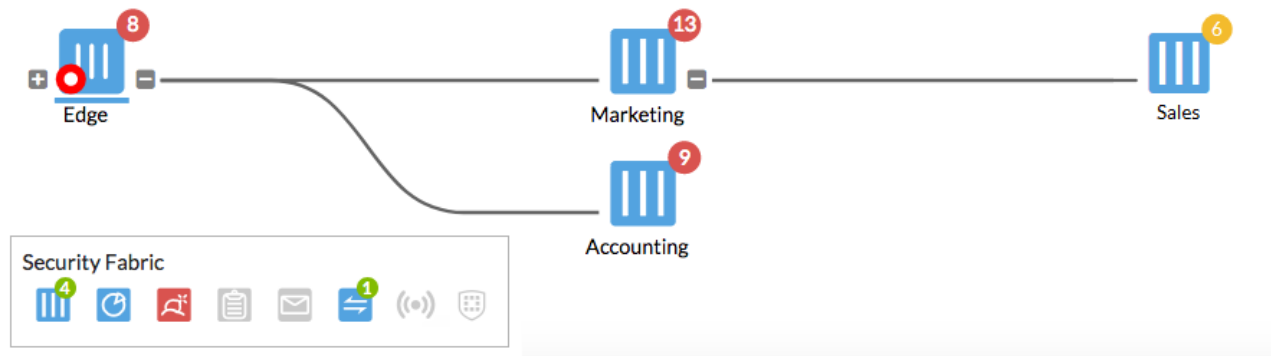 8
13
6
Edge
Marketing
Sales
9
Accounting
Security Fabric
4
1